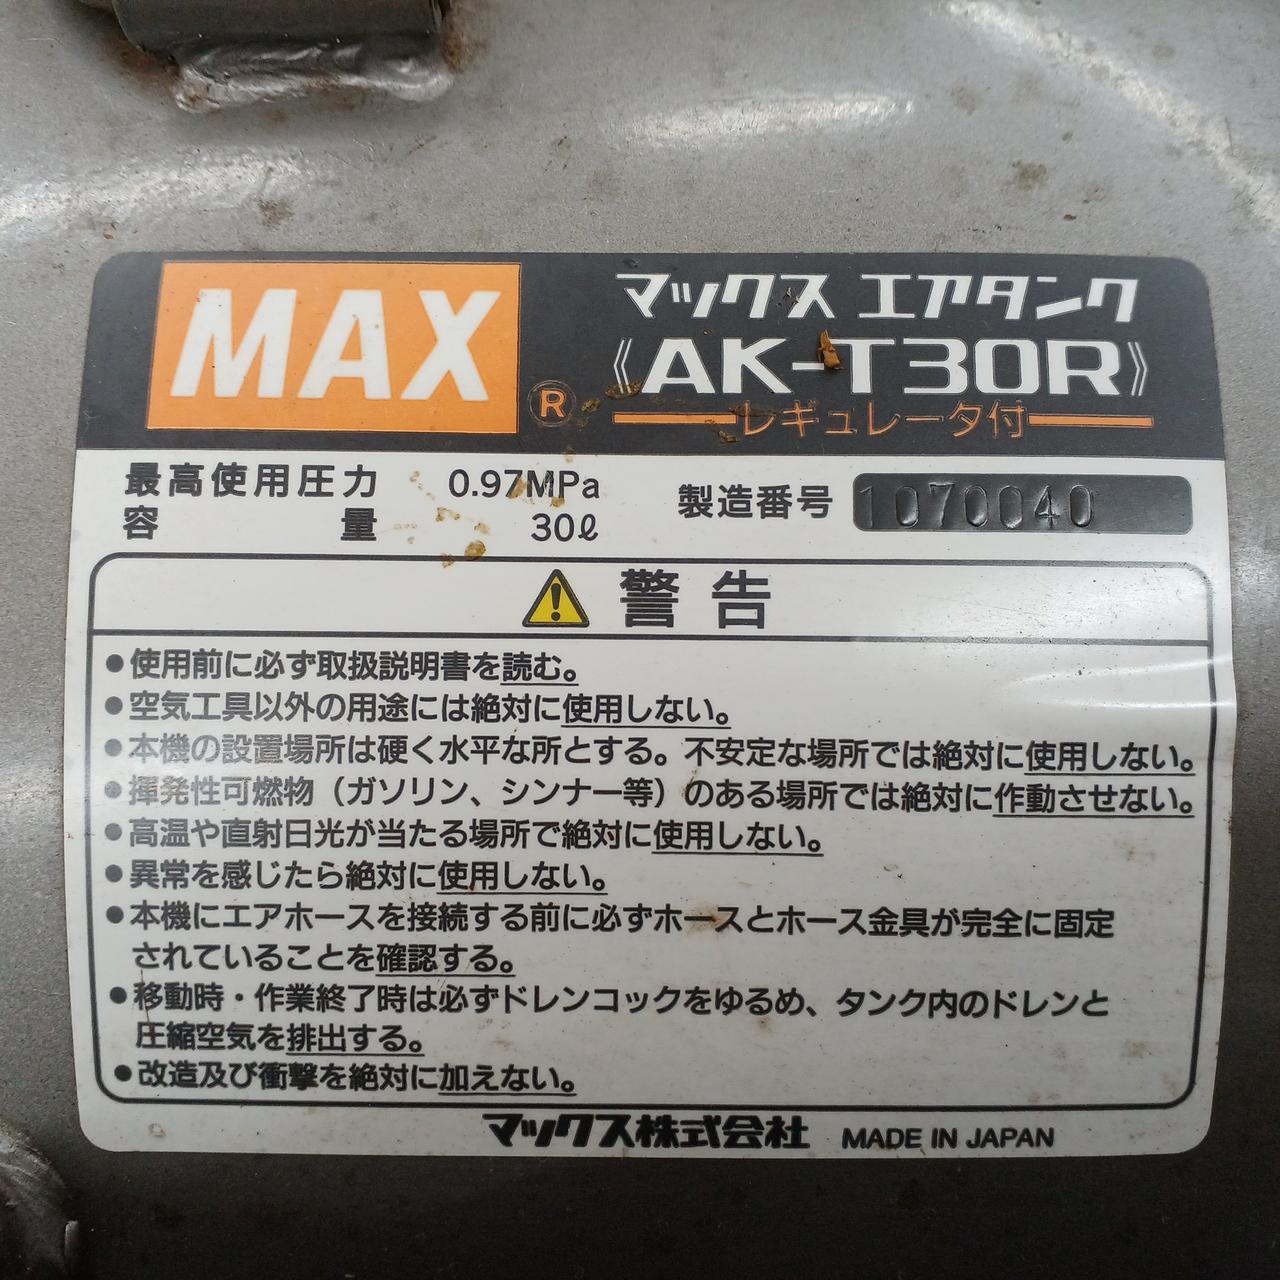 MAX
®
マックス エアタンク
《AK-T30R》
レギュレータ付
最高使用圧力 0.97MPa
容量 30ℓ
製造番号 1070040
警告
●使用前に必ず取扱説明書を読む。
●空気工具以外の用途には絶対に使用しない。
●本機の設置場所は硬く水平な所とする。不安定な場所では絶対に使用しない。
●揮発性可燃物（ガソリン、シンナー等）のある場所では絶対に作動させない。
●高温や直射日光が当たる場所で絶対に使用しない。
●異常を感じたら絶対に使用しない。
●本機にエアホースを接続する前に必ずホースとホース金具が完全に固定
されていることを確認する。
●移動時・作業終了時は必ずドレンコックをゆるめ、タンク内のドレンと
圧縮空気を排出する。
●改造及び衝撃を絶対に加えない。
マックス株式会社 MADE IN JAPAN